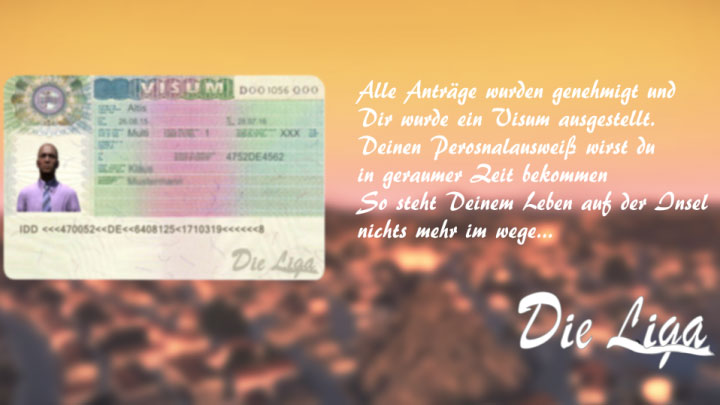 VISUM
DOO1056 OOO
Altis
26.08.15
26.07.16
Multi
1
XXX
4752DE4562
Klaus
Mustermann
IDD <<<470052<<DE<<6408125<1710319<<<<<<8
Die Liga
Alle Anträge wurden genehmigt und
Dir wurde ein Visum ausgestellt.
Deinen Perosnalausweiß wirst du
in geraumer Zeit bekommen
So steht Deinem Leben auf der Insel
nichts mehr im wege...
Die Liga